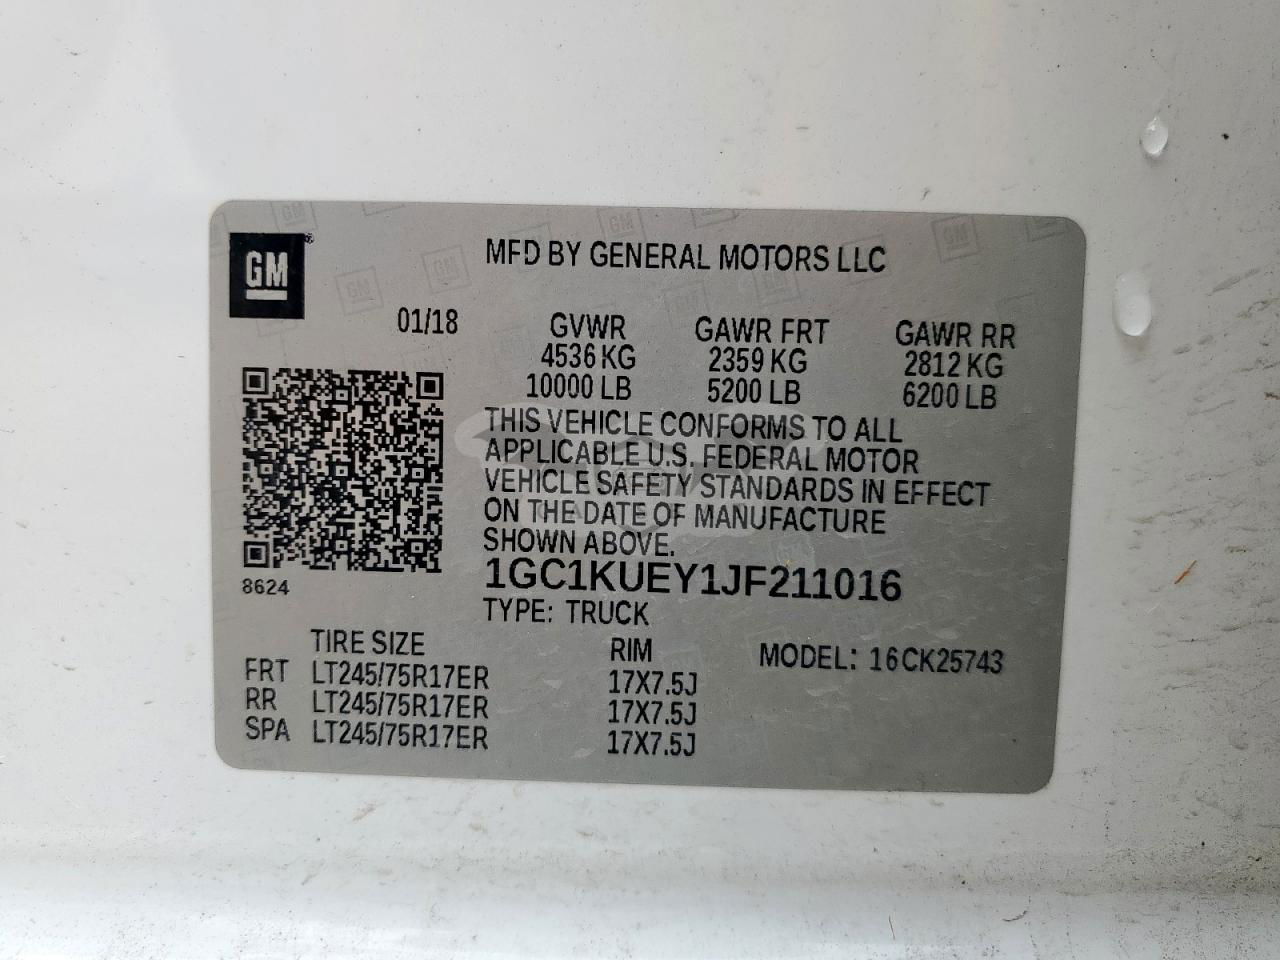 GM
MFD BY GENERAL MOTORS LLC
01/18
GVWR GAWR FRT GAWR RR
4536 KG 2359 KG 2812 KG
10000 LB 5200 LB 6200 LB
THIS VEHICLE CONFORMS TO ALL
APPLICABLE U.S. FEDERAL MOTOR
VEHICLE SAFETY STANDARDS IN EFFECT
ON THE DATE OF MANUFACTURE
SHOWN ABOVE.
8624
1GC1KUEY1JF211016
TYPE: TRUCK
TIRE SIZE RIM MODEL: 16CK25743
FRT LT245/75R17ER 17X7.5J
RR LT245/75R17ER 17X7.5J
SPA LT245/75R17ER 17X7.5J